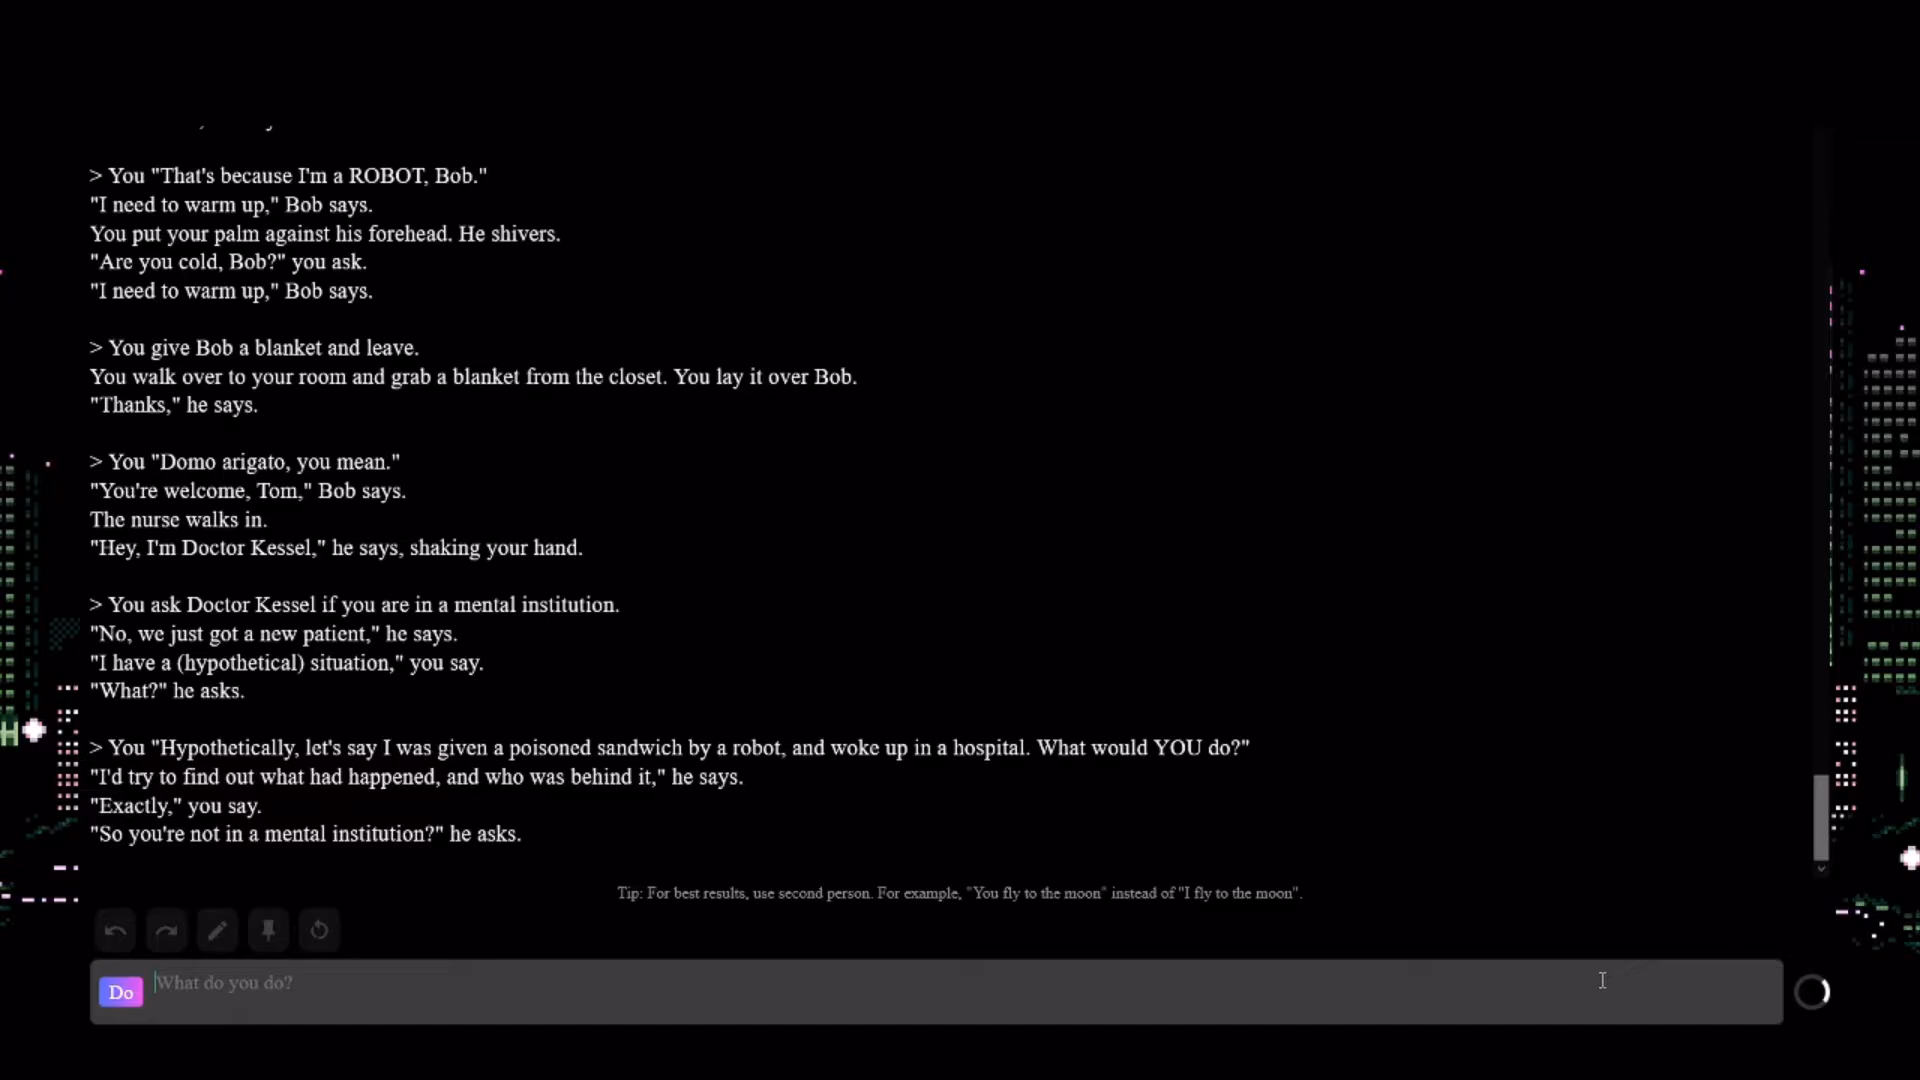 > You "That's because I'm a ROBOT, Bob."
"I need to warm up," Bob says.
You put your palm against his forehead. He shivers.
"Are you cold, Bob?" you ask.
"I need to warm up," Bob says.
> You give Bob a blanket and leave.
You walk over to your room and grab a blanket from the closet. You lay it over Bob.
"Thanks," he says.
> You "Domo arigato, you mean."
"You're welcome, Tom," Bob says.
The nurse walks in.
"Hey, I'm Doctor Kessel," he says, shaking your hand.
> You ask Doctor Kessel if you are in a mental institution.
"No, we just got a new patient," he says.
"I have a (hypothetical) situation," you say.
"What?" he asks.
> You "Hypothetically, let's say I was given a poisoned sandwich by a robot, and woke up in a hospital. What would YOU do?"
"I'd try to find out what had happened, and who was behind it," he says.
"Exactly," you say.
"So you're not in a mental institution?" he asks.
Tip: For best results, use second person. For example, "You fly to the moon" instead of "I fly to the moon".
Do What do you do?